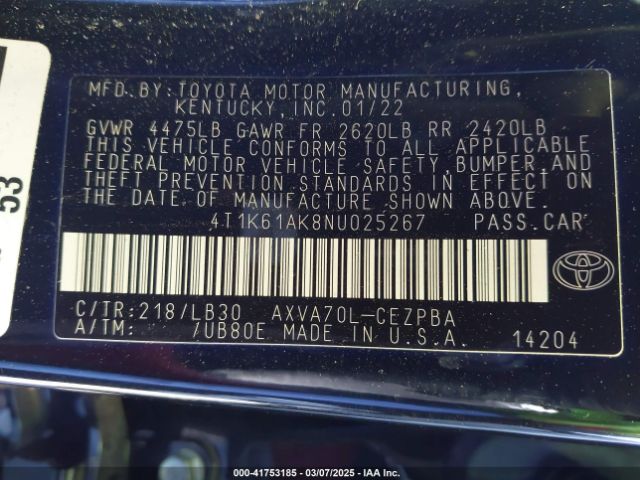 MFD.BY:TOYOTA MOTOR MANUFACTURING,
KENTUCKY,INC.01/22
GVWR 4475LB GAWR FR 2620LB RR 2420LB
THIS VEHICLE CONFORMS TO ALL APPLICABLE
FEDERAL MOTOR VEHICLE SAFETY,BUMPER,AND
THEFT PREVENTION STANDARDS IN EFFECT ON
THE DATE OF MANUFACTURE SHOWN ABOVE.
4T1K61AK8NU025267 PASS.CAR
C/TR:218/LB30 AXVA70L-CEZPBA
A/TM: /UB80E MADE IN U.S.A. 14204
53
000-41753185 - 03/07/2025 - IAA Inc.